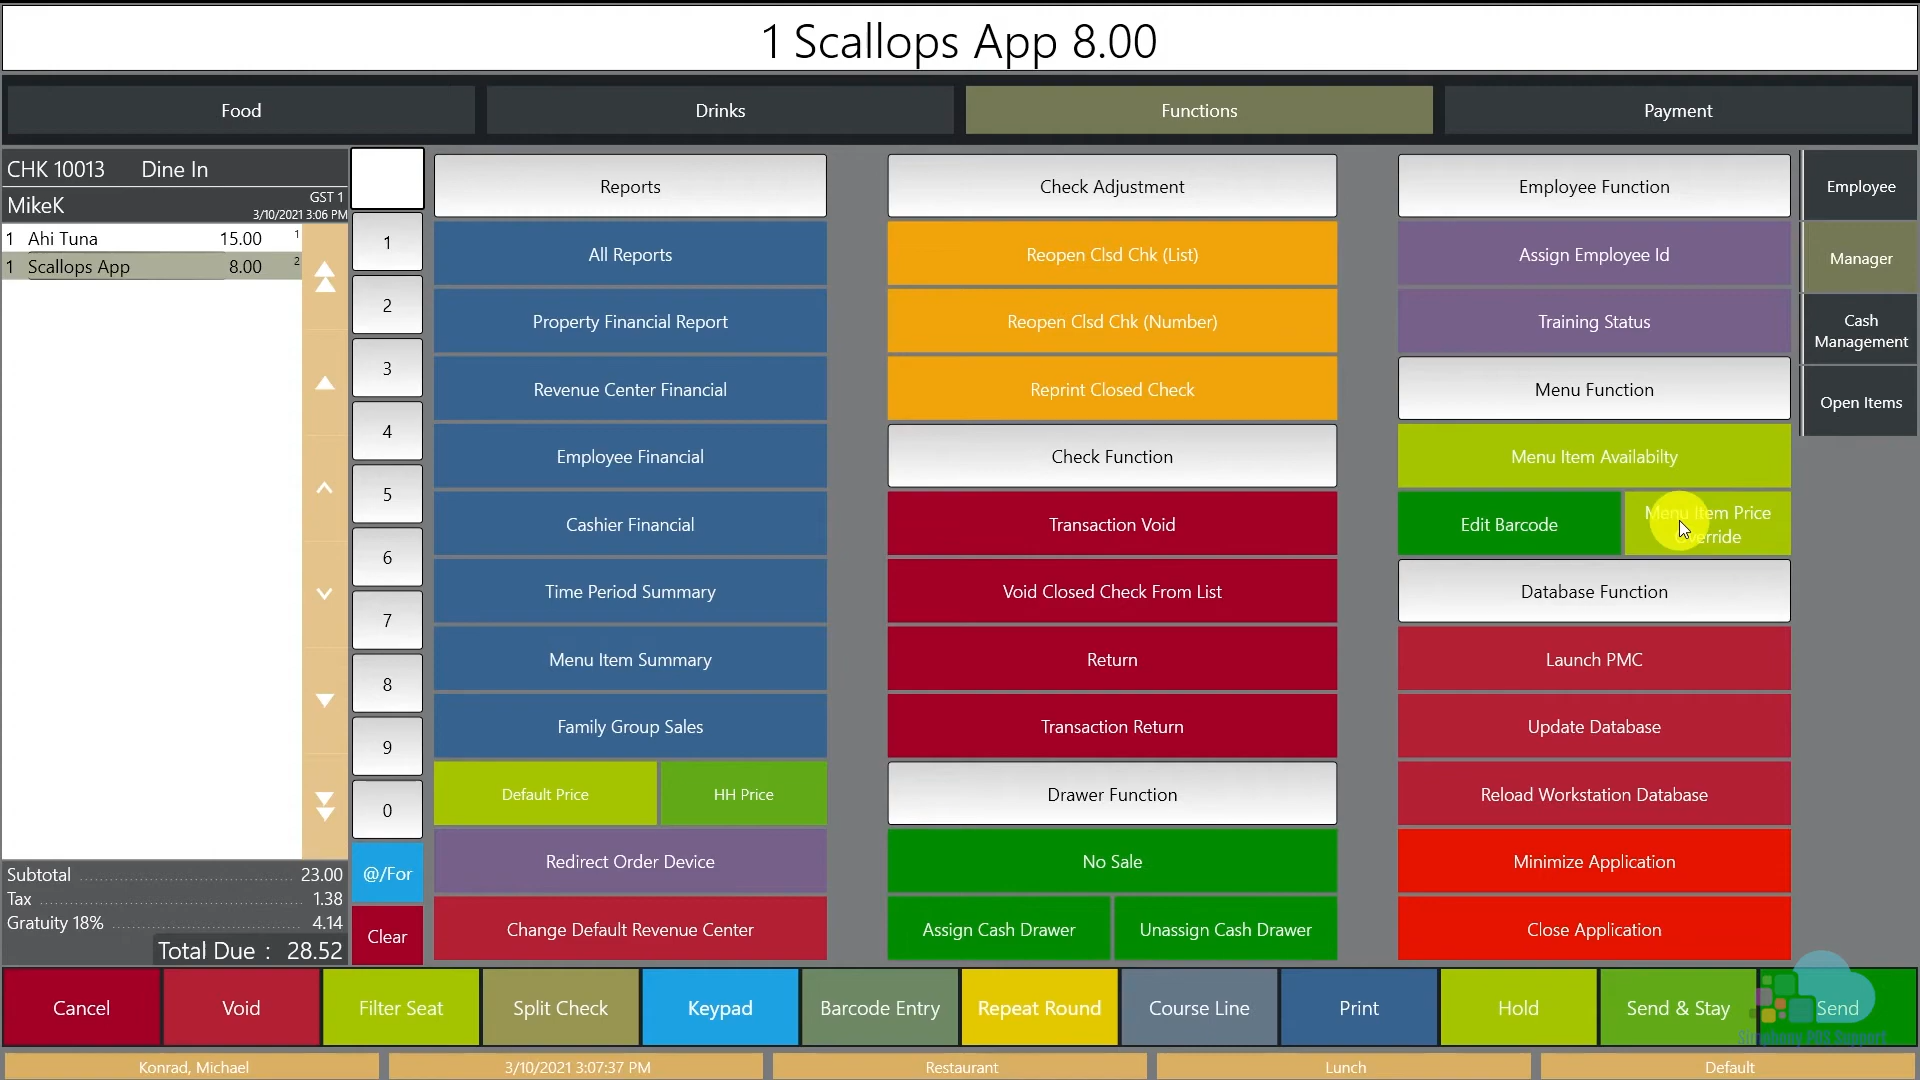 1 Scallops App 8.00
Food
Drinks
Functions
Payment
CHK 10013 Dine In
MikeK
GST 1
3/10/2021 3:06 PM
1 Ahi Tuna 15.00 1
1 Scallops App 8.00 2
Subtotal 23.00
Tax 1.38
Gratuity 18% 4.14
Total Due : 28.52
1
2
3
4
5
6
7
8
9
0
@/For
Clear
Reports
All Reports
Property Financial Report
Revenue Center Financial
Employee Financial
Cashier Financial
Time Period Summary
Menu Item Summary
Family Group Sales
Default Price
HH Price
Redirect Order Device
Change Default Revenue Center
Check Adjustment
Reopen Clsd Chk (List)
Reopen Clsd Chk (Number)
Reprint Closed Check
Check Function
Transaction Void
Void Closed Check From List
Return
Transaction Return
Drawer Function
No Sale
Assign Cash Drawer
Unassign Cash Drawer
Employee Function
Assign Employee Id
Training Status
Menu Function
Menu Item Availabilty
Edit Barcode
Menu Item Price
Override
Database Function
Launch PMC
Update Database
Reload Workstation Database
Minimize Application
Close Application
Employee
Manager
Cash
Management
Open Items
Cancel
Void
Filter Seat
Split Check
Keypad
Barcode Entry
Repeat Round
Course Line
Print
Hold
Send & Stay
Send
Simphony POS Support
Konrad, Michael
3/10/2021 3:07:37 PM
Restaurant
Lunch
Default